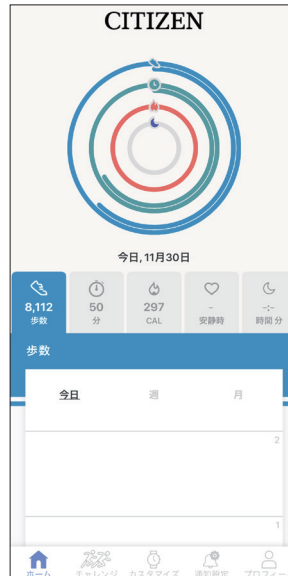 CITIZEN
今日, 11月30日
8,112 50 297 - -:-
歩数 分 CAL 安静時 時間 分
歩数
今日 週 月
2
1
ホーム チャレンジ カスタマイズ 通知設定 プロフィー